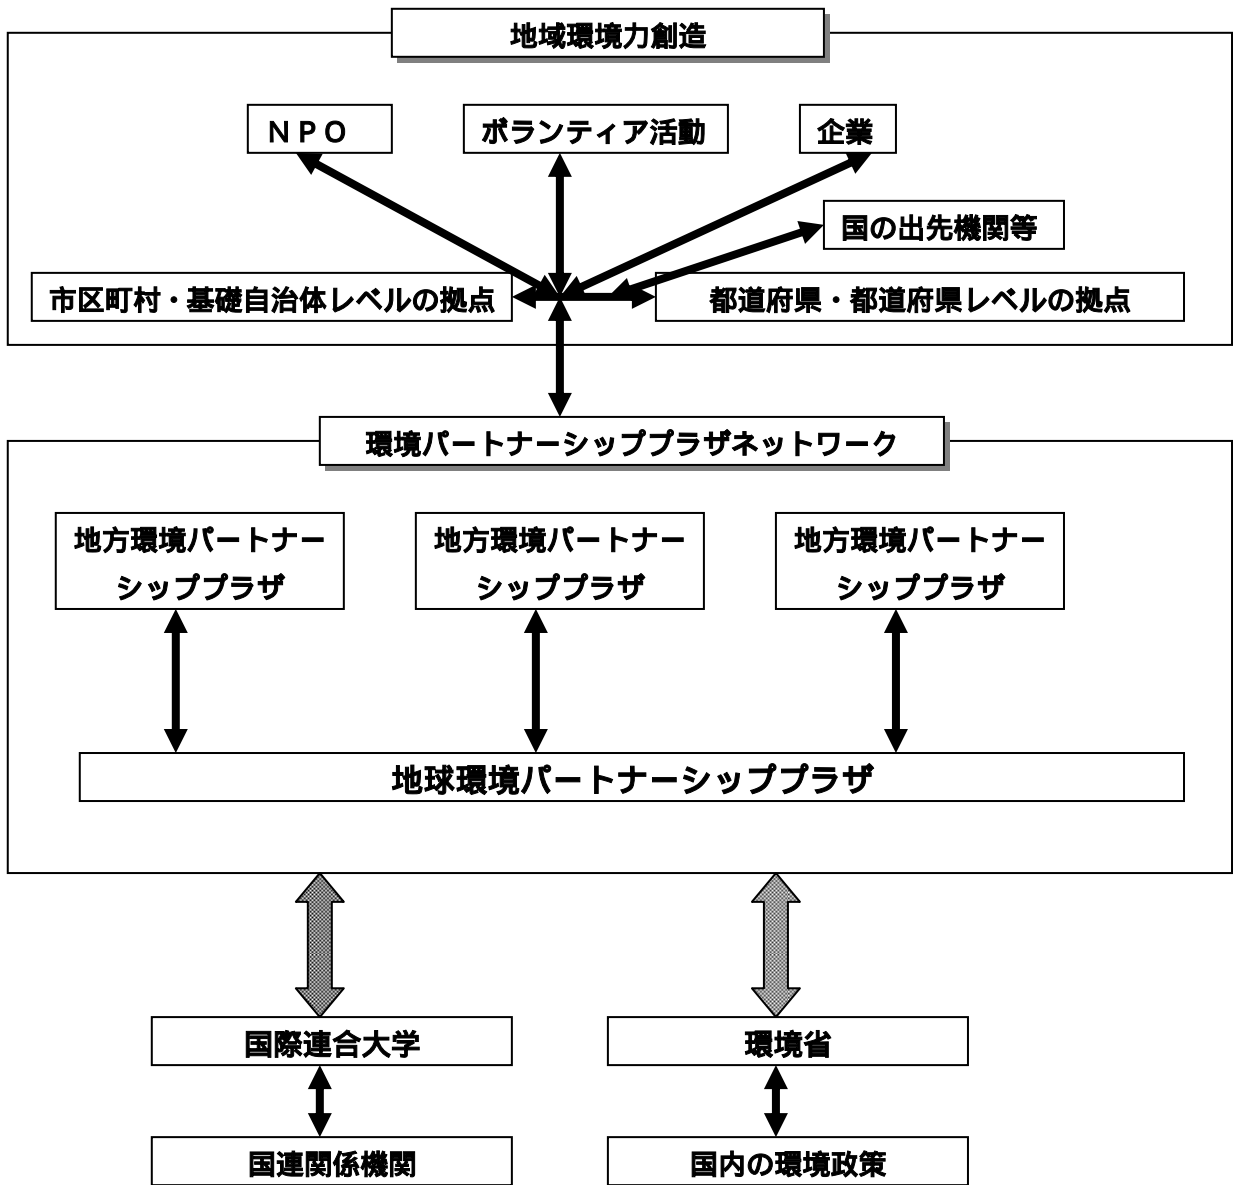 地域環境力創造
ＮＰＯ
ボランティア活動
企業
国の出先機関等
市区町村・基礎自治体レベルの拠点
都道府県・都道府県レベルの拠点
環境パートナーシッププラザネットワーク
地方環境パートナー
シッププラザ
地方環境パートナー
シッププラザ
地方環境パートナー
シッププラザ
地球環境パートナーシッププラザ
国際連合大学
環境省
国連関係機関
国内の環境政策